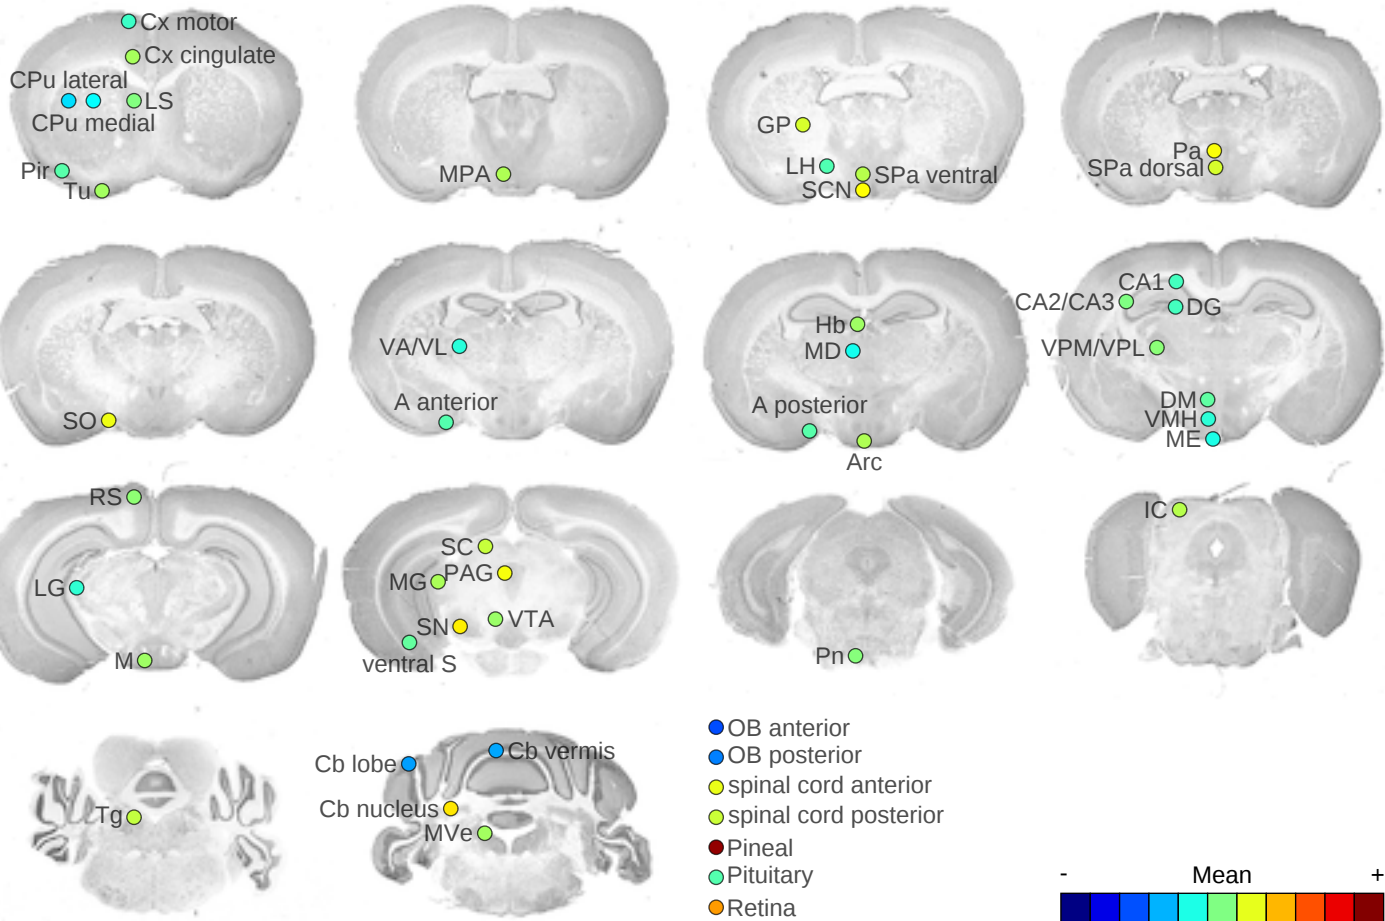 Cx motor
Cx cingulate
CPu lateral
LS
CPu medial
Pir
Tu
MPA
GP
LH
SPa ventral
SCN
Pa
SPa dorsal
SO
VA/VL
A anterior
Hb
MD
A posterior
Arc
CA1
CA2/CA3
DG
VPM/VPL
DM
VMH
ME
RS
LG
M
SC
PAG
MG
VTA
SN
ventral S
Pn
IC
Tg
Cb lobe
Cb vermis
Cb nucleus
MVe
OB anterior
OB posterior
spinal cord anterior
spinal cord posterior
Pineal
Pituitary
Retina
- Mean +